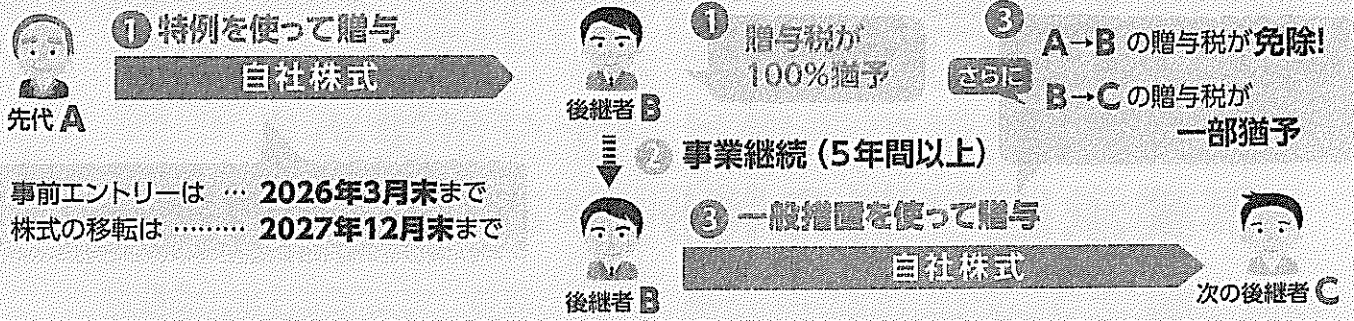 ❶ 特例を使って贈与
自社株式
先代 A
後継者 B
❶ 贈与税が
100%猶予
❸ A→B の贈与税が免除!
さらに
B→C の贈与税が
一部猶予
❷ 事業継続（5年間以上）
事前エントリーは … 2026年3月末まで
株式の移転は ……… 2027年12月末まで
❸ 一般措置を使って贈与
自社株式
後継者 B
次の後継者 C